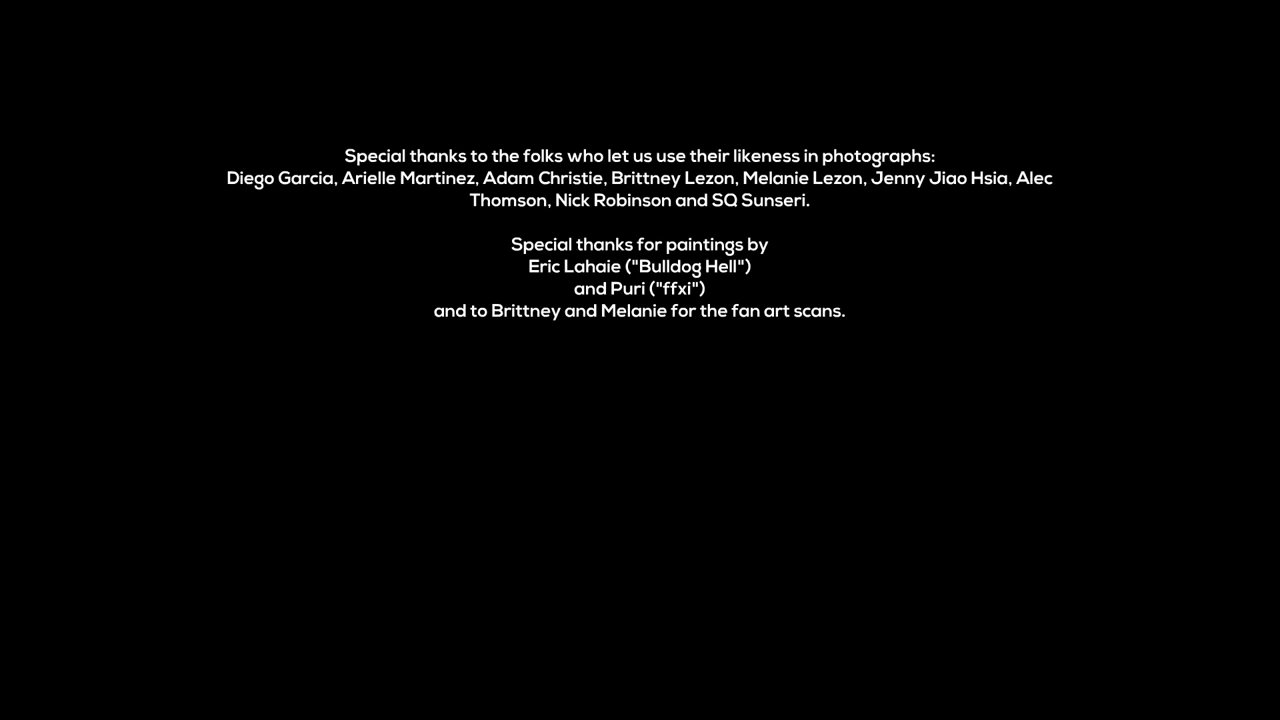 Special thanks to the folks who let us use their likeness in photographs:
Diego Garcia, Arielle Martinez, Adam Christie, Brittney Lezon, Melanie Lezon, Jenny Jiao Hsia, Alec
Thomson, Nick Robinson and SQ Sunseri.
Special thanks for paintings by
Eric Lahaie ("Bulldog Hell")
and Puri ("ffxi")
and to Brittney and Melanie for the fan art scans.